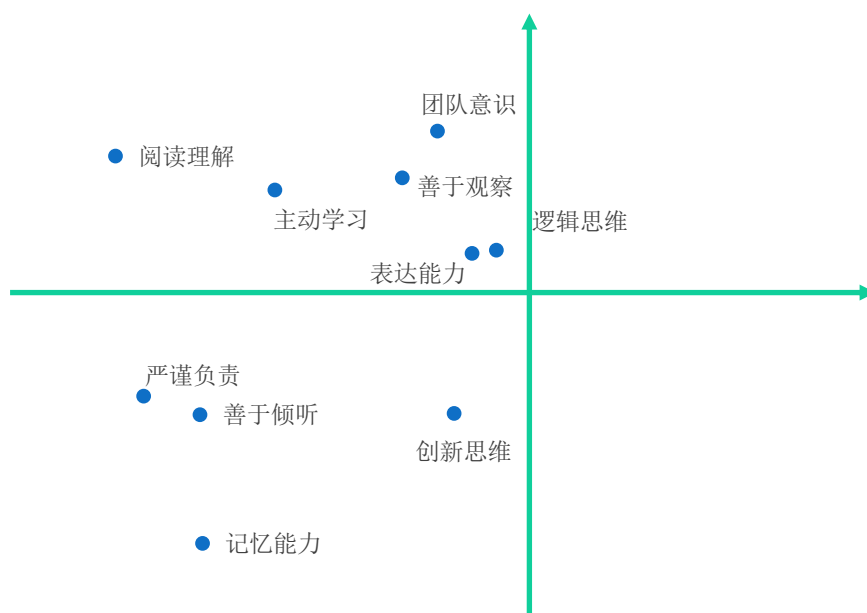 团队意识
阅读理解
善于观察
主动学习
逻辑思维
表达能力
严谨负责
善于倾听
创新思维
记忆能力